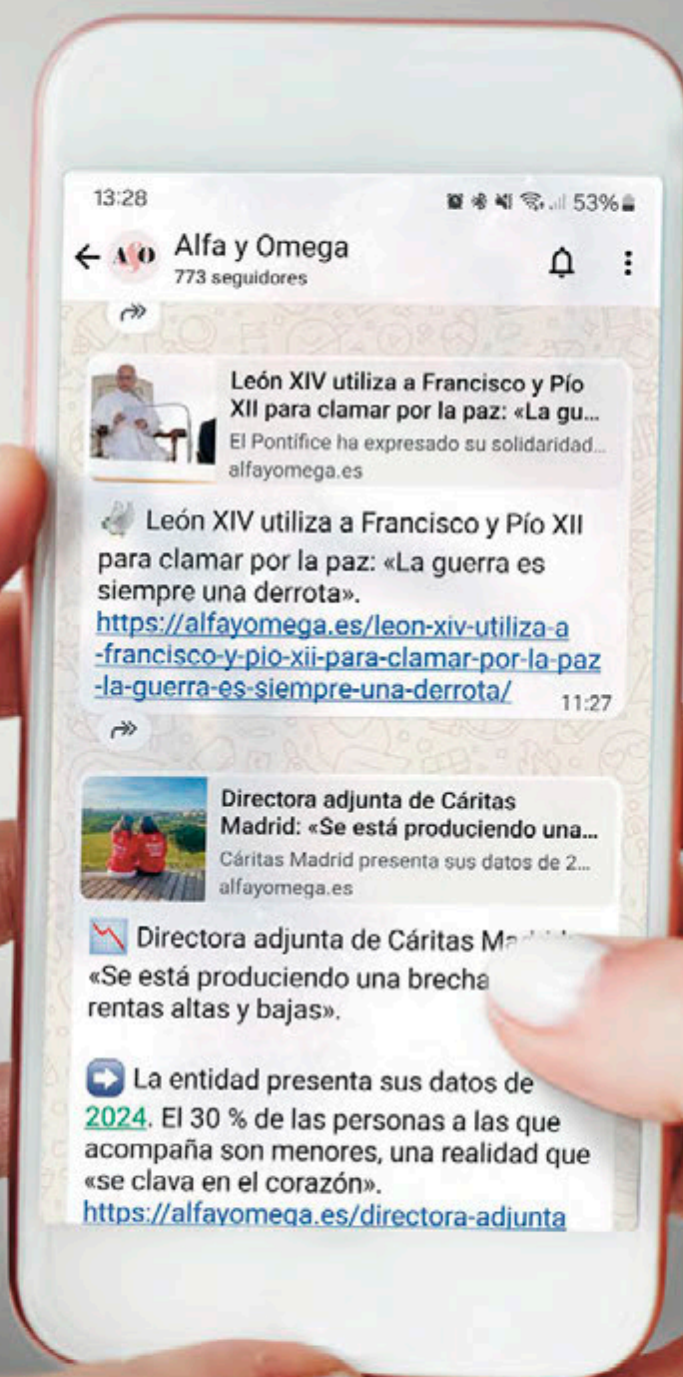 13:28 53%
ASO Alfa y Omega
773 seguidores
León XIV utiliza a Francisco y Pío
XII para clamar por la paz: «La gu...
El Pontífice ha expresado su solidaridad...
alfayomega.es
León XIV utiliza a Francisco y Pío XII
para clamar por la paz: «La guerra es
siempre una derrota».
https://alfayomega.es/leon-xiv-utiliza-a
-francisco-y-pio-xii-para-clamar-por-la-paz
-la-guerra-es-siempre-una-derrota/
11:27
Directora adjunta de Cáritas
Madrid: «Se está produciendo una...
Cáritas Madrid presenta sus datos de 2...
alfayomega.es
Directora adjunta de Cáritas
«Se está produciendo una brecha
rentas altas y bajas».
La entidad presenta sus datos de
2024. El 30 % de las personas a las que
acompaña son menores, una realidad que
«se clava en el corazón».
https://alfayomega.es/directora-adjunta